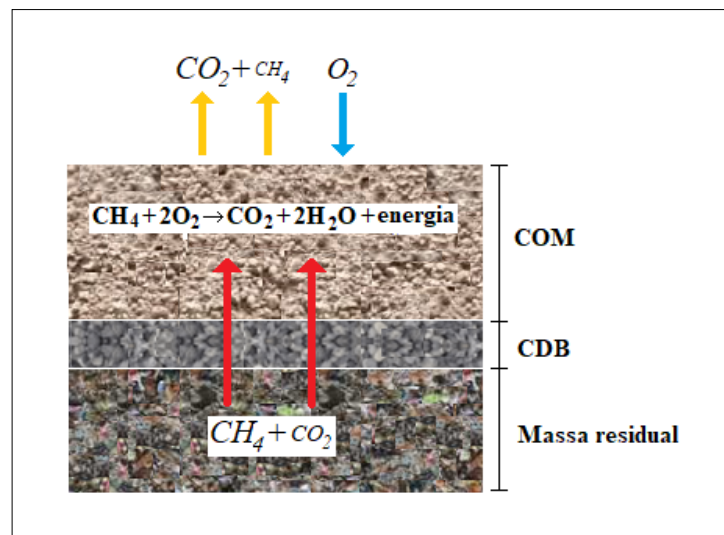 CO₂+CH₄ O₂
CH₄+2O₂→CO₂+2H₂O+energia
COM
CDB
CH₄+CO₂
Massa residual